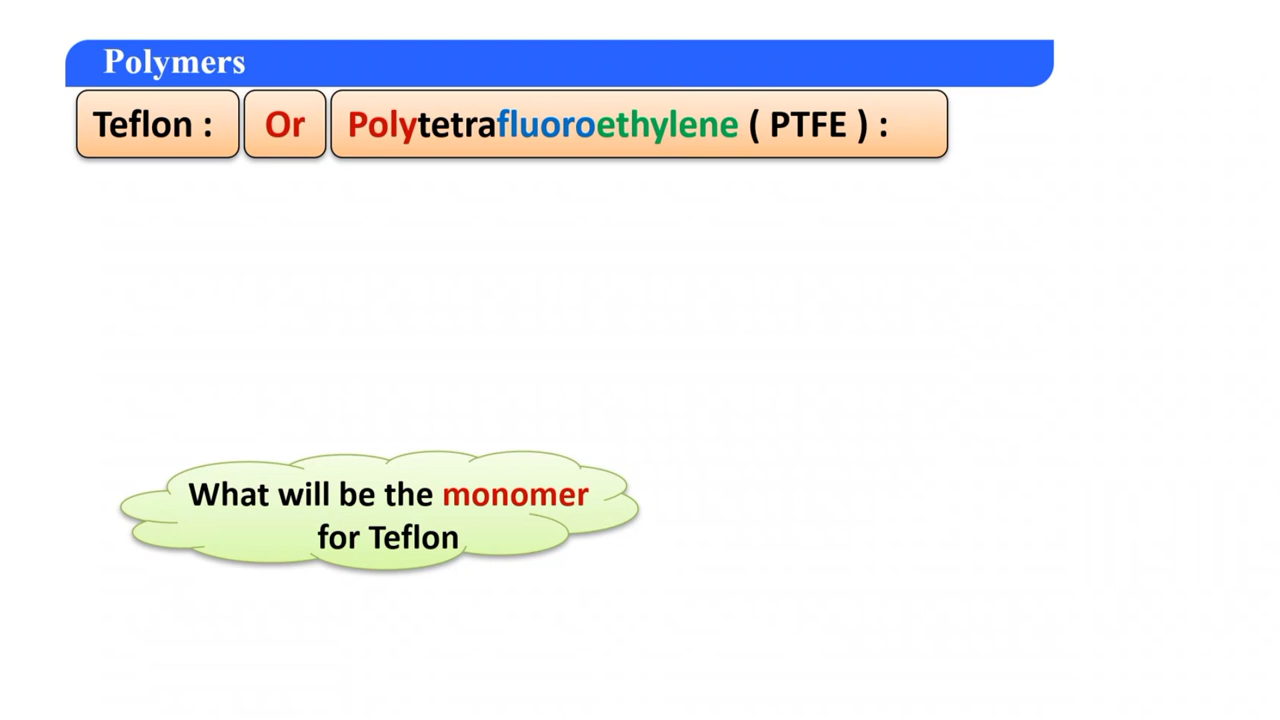 Polymers
Teflon : Or Polytetrafluoroethylene ( PTFE ) :
What will be the monomer
for Teflon